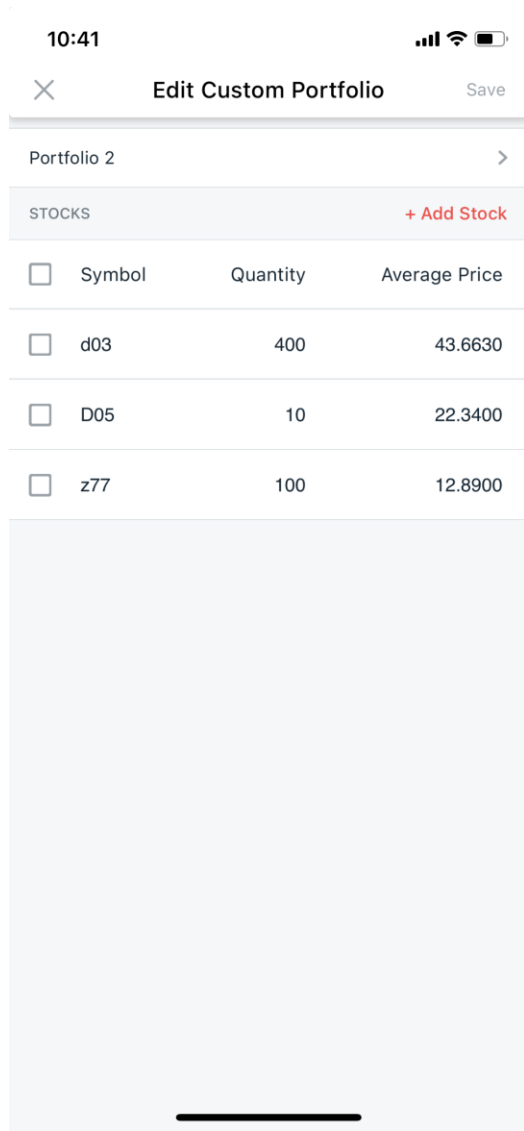 10:41
Edit Custom Portfolio Save
Portfolio 2
STOCKS + Add Stock
Symbol Quantity Average Price
d03 400 43.6630
D05 10 22.3400
z77 100 12.8900